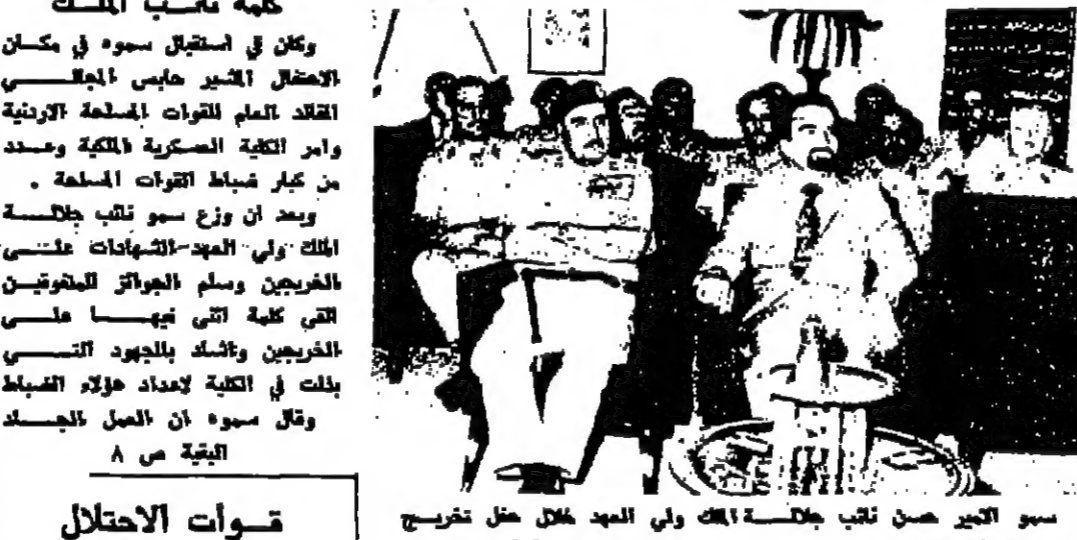 كلمة نائب الملك
وكان في استقبال سموه في مكان
الاحتفال المشير حابس المجالي
القائد العام للقوات المسلحة الاردنية
وامر الكلية العسكرية الملكية وعدد
من كبار ضباط القوات المسلحة .
وبعد ان وزع سمو نائب جلالة
الملك ولي العهد الشهادات على
الخريجين وسلم الجوائز للمتفوقين
القى كلمة اثنى فيها على
الخريجين واشاد بالجهود التي
بذلت في الكلية لاعداد هؤلاء الضباط
وقال سموه ان العمل الجاد
البقية ص ٨
قوات الاحتلال
سمو الامير حسن نائب جلالة الملك ولي العهد خلال حفل تخريج